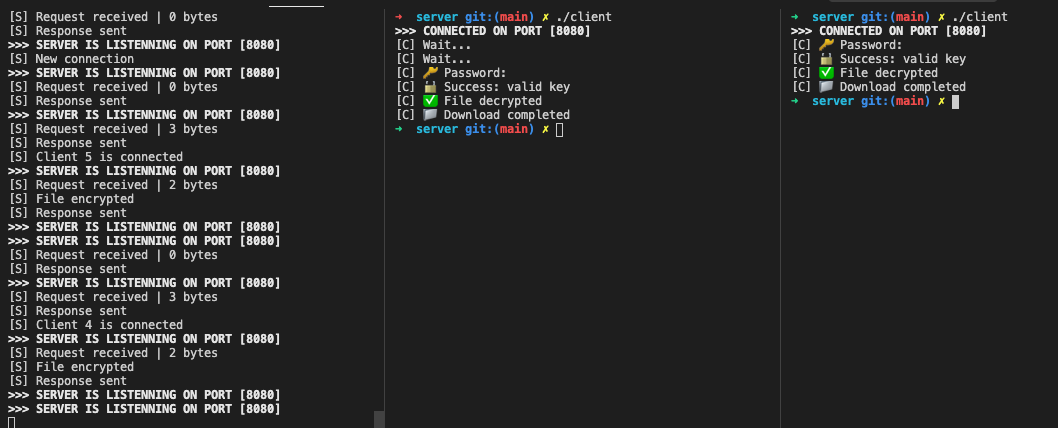 [S] Request received | 0 bytes
[S] Response sent
>>> SERVER IS LISTENNING ON PORT [8080]
[S] New connection
>>> SERVER IS LISTENNING ON PORT [8080]
[S] Request received | 0 bytes
[S] Response sent
>>> SERVER IS LISTENNING ON PORT [8080]
[S] Request received | 3 bytes
[S] Response sent
[S] Client 5 is connected
>>> SERVER IS LISTENNING ON PORT [8080]
[S] Request received | 2 bytes
[S] File encrypted
[S] Response sent
>>> SERVER IS LISTENNING ON PORT [8080]
>>> SERVER IS LISTENNING ON PORT [8080]
[S] Request received | 0 bytes
[S] Response sent
>>> SERVER IS LISTENNING ON PORT [8080]
[S] Request received | 3 bytes
[S] Response sent
[S] Client 4 is connected
>>> SERVER IS LISTENNING ON PORT [8080]
[S] Request received | 2 bytes
[S] File encrypted
[S] Response sent
>>> SERVER IS LISTENNING ON PORT [8080]
>>> SERVER IS LISTENNING ON PORT [8080]
➜ server git:(main) ✗ ./client
>>> CONNECTED ON PORT [8080]
[C] Wait...
[C] Wait...
[C] 🔑 Password:
[C] 🔓 Success: valid key
[C] ✅ File decrypted
[C] 📁 Download completed
➜ server git:(main) ✗
➜ server git:(main) ✗ ./client
>>> CONNECTED ON PORT [8080]
[C] 🔑 Password:
[C] 🔓 Success: valid key
[C] ✅ File decrypted
[C] 📁 Download completed
➜ server git:(main) ✗